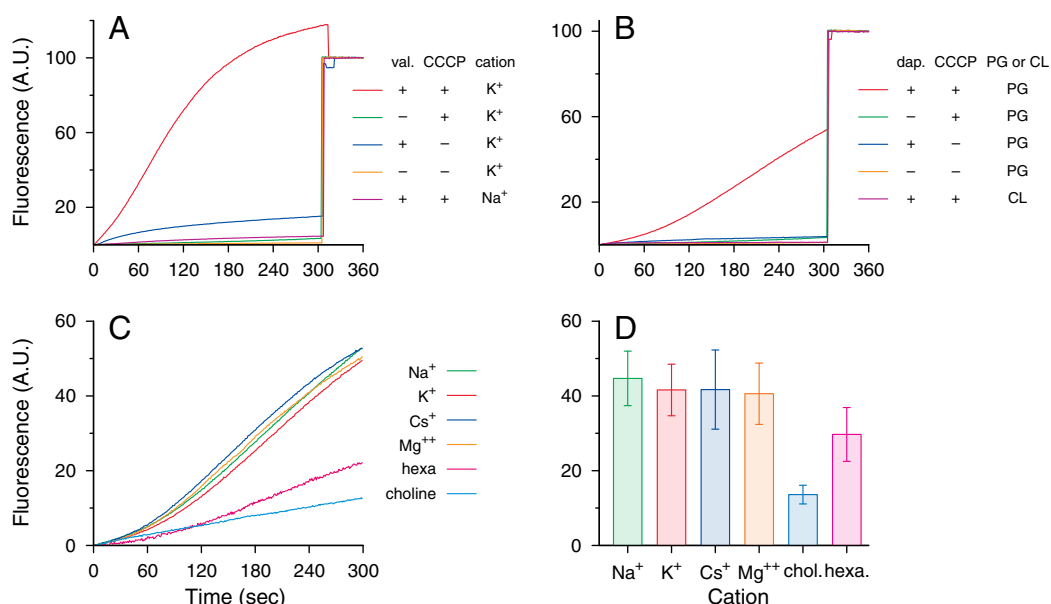 A
Fluorescence (A.U.)
100
60
20
0 60 120 180 240 300 360
val. CCCP cation
+ + K⁺
− + K⁺
+ − K⁺
− − K⁺
+ + Na⁺
B
100
60
20
0 60 120 180 240 300 360
dap. CCCP PG or CL
+ + PG
− + PG
+ − PG
− − PG
+ + CL
C
Fluorescence (A.U.)
60
40
20
0
0 60 120 180 240 300
Time (sec)
Na⁺
K⁺
Cs⁺
Mg⁺⁺
hexa
choline
D
60
40
20
0
Na⁺ K⁺ Cs⁺ Mg⁺⁺ chol. hexa.
Cation